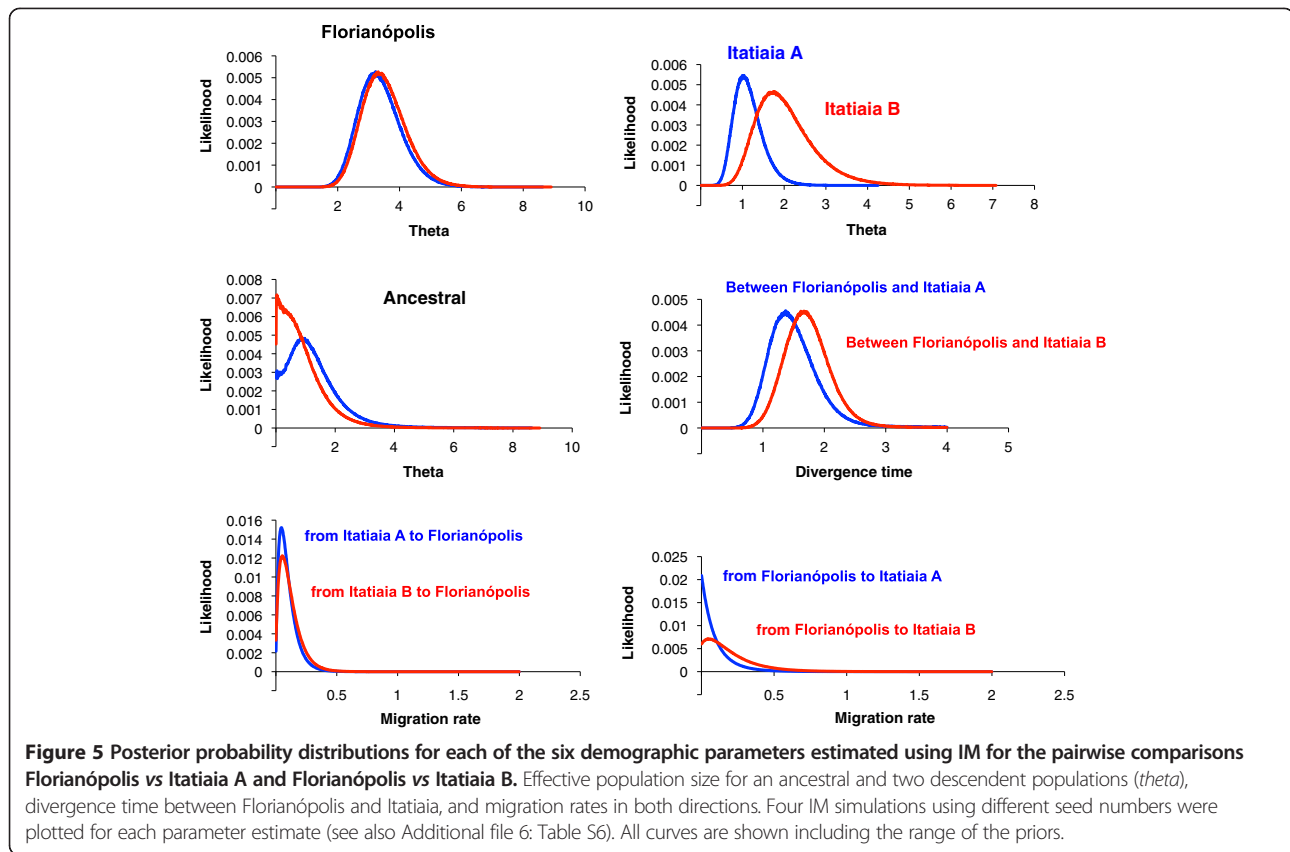 Florianópolis
0.006
0.005
0.004
0.003
0.002
0.001
0
Likelihood
2
4
6
8
10
Theta
Itatiaia A
Itatiaia B
0.006
0.005
0.004
0.003
0.002
0.001
0
Likelihood
1
2
3
4
5
6
7
8
Theta
Ancestral
0.008
0.007
0.006
0.005
0.004
0.003
0.002
0.001
0
Likelihood
2
4
6
8
10
Theta
Between Florianópolis and Itatiaia A
Between Florianópolis and Itatiaia B
0.005
0.004
0.003
0.002
0.001
0
Likelihood
1
2
3
4
5
Divergence time
from Itatiaia A to Florianópolis
from Itatiaia B to Florianópolis
0.016
0.014
0.012
0.01
0.008
0.006
0.004
0.002
0
Likelihood
0.5
1
1.5
2
2.5
Migration rate
from Florianópolis to Itatiaia A
from Florianópolis to Itatiaia B
0.025
0.02
0.015
0.01
0.005
0
Likelihood
0.5
1
1.5
2
2.5
Migration rate
Figure 5 Posterior probability distributions for each of the six demographic parameters estimated using IM for the pairwise comparisons
Florianópolis vs Itatiaia A and Florianópolis vs Itatiaia B. Effective population size for an ancestral and two descendent populations (theta),
divergence time between Florianópolis and Itatiaia, and migration rates in both directions. Four IM simulations using different seed numbers were
plotted for each parameter estimate (see also Additional file 6: Table S6). All curves are shown including the range of the priors.